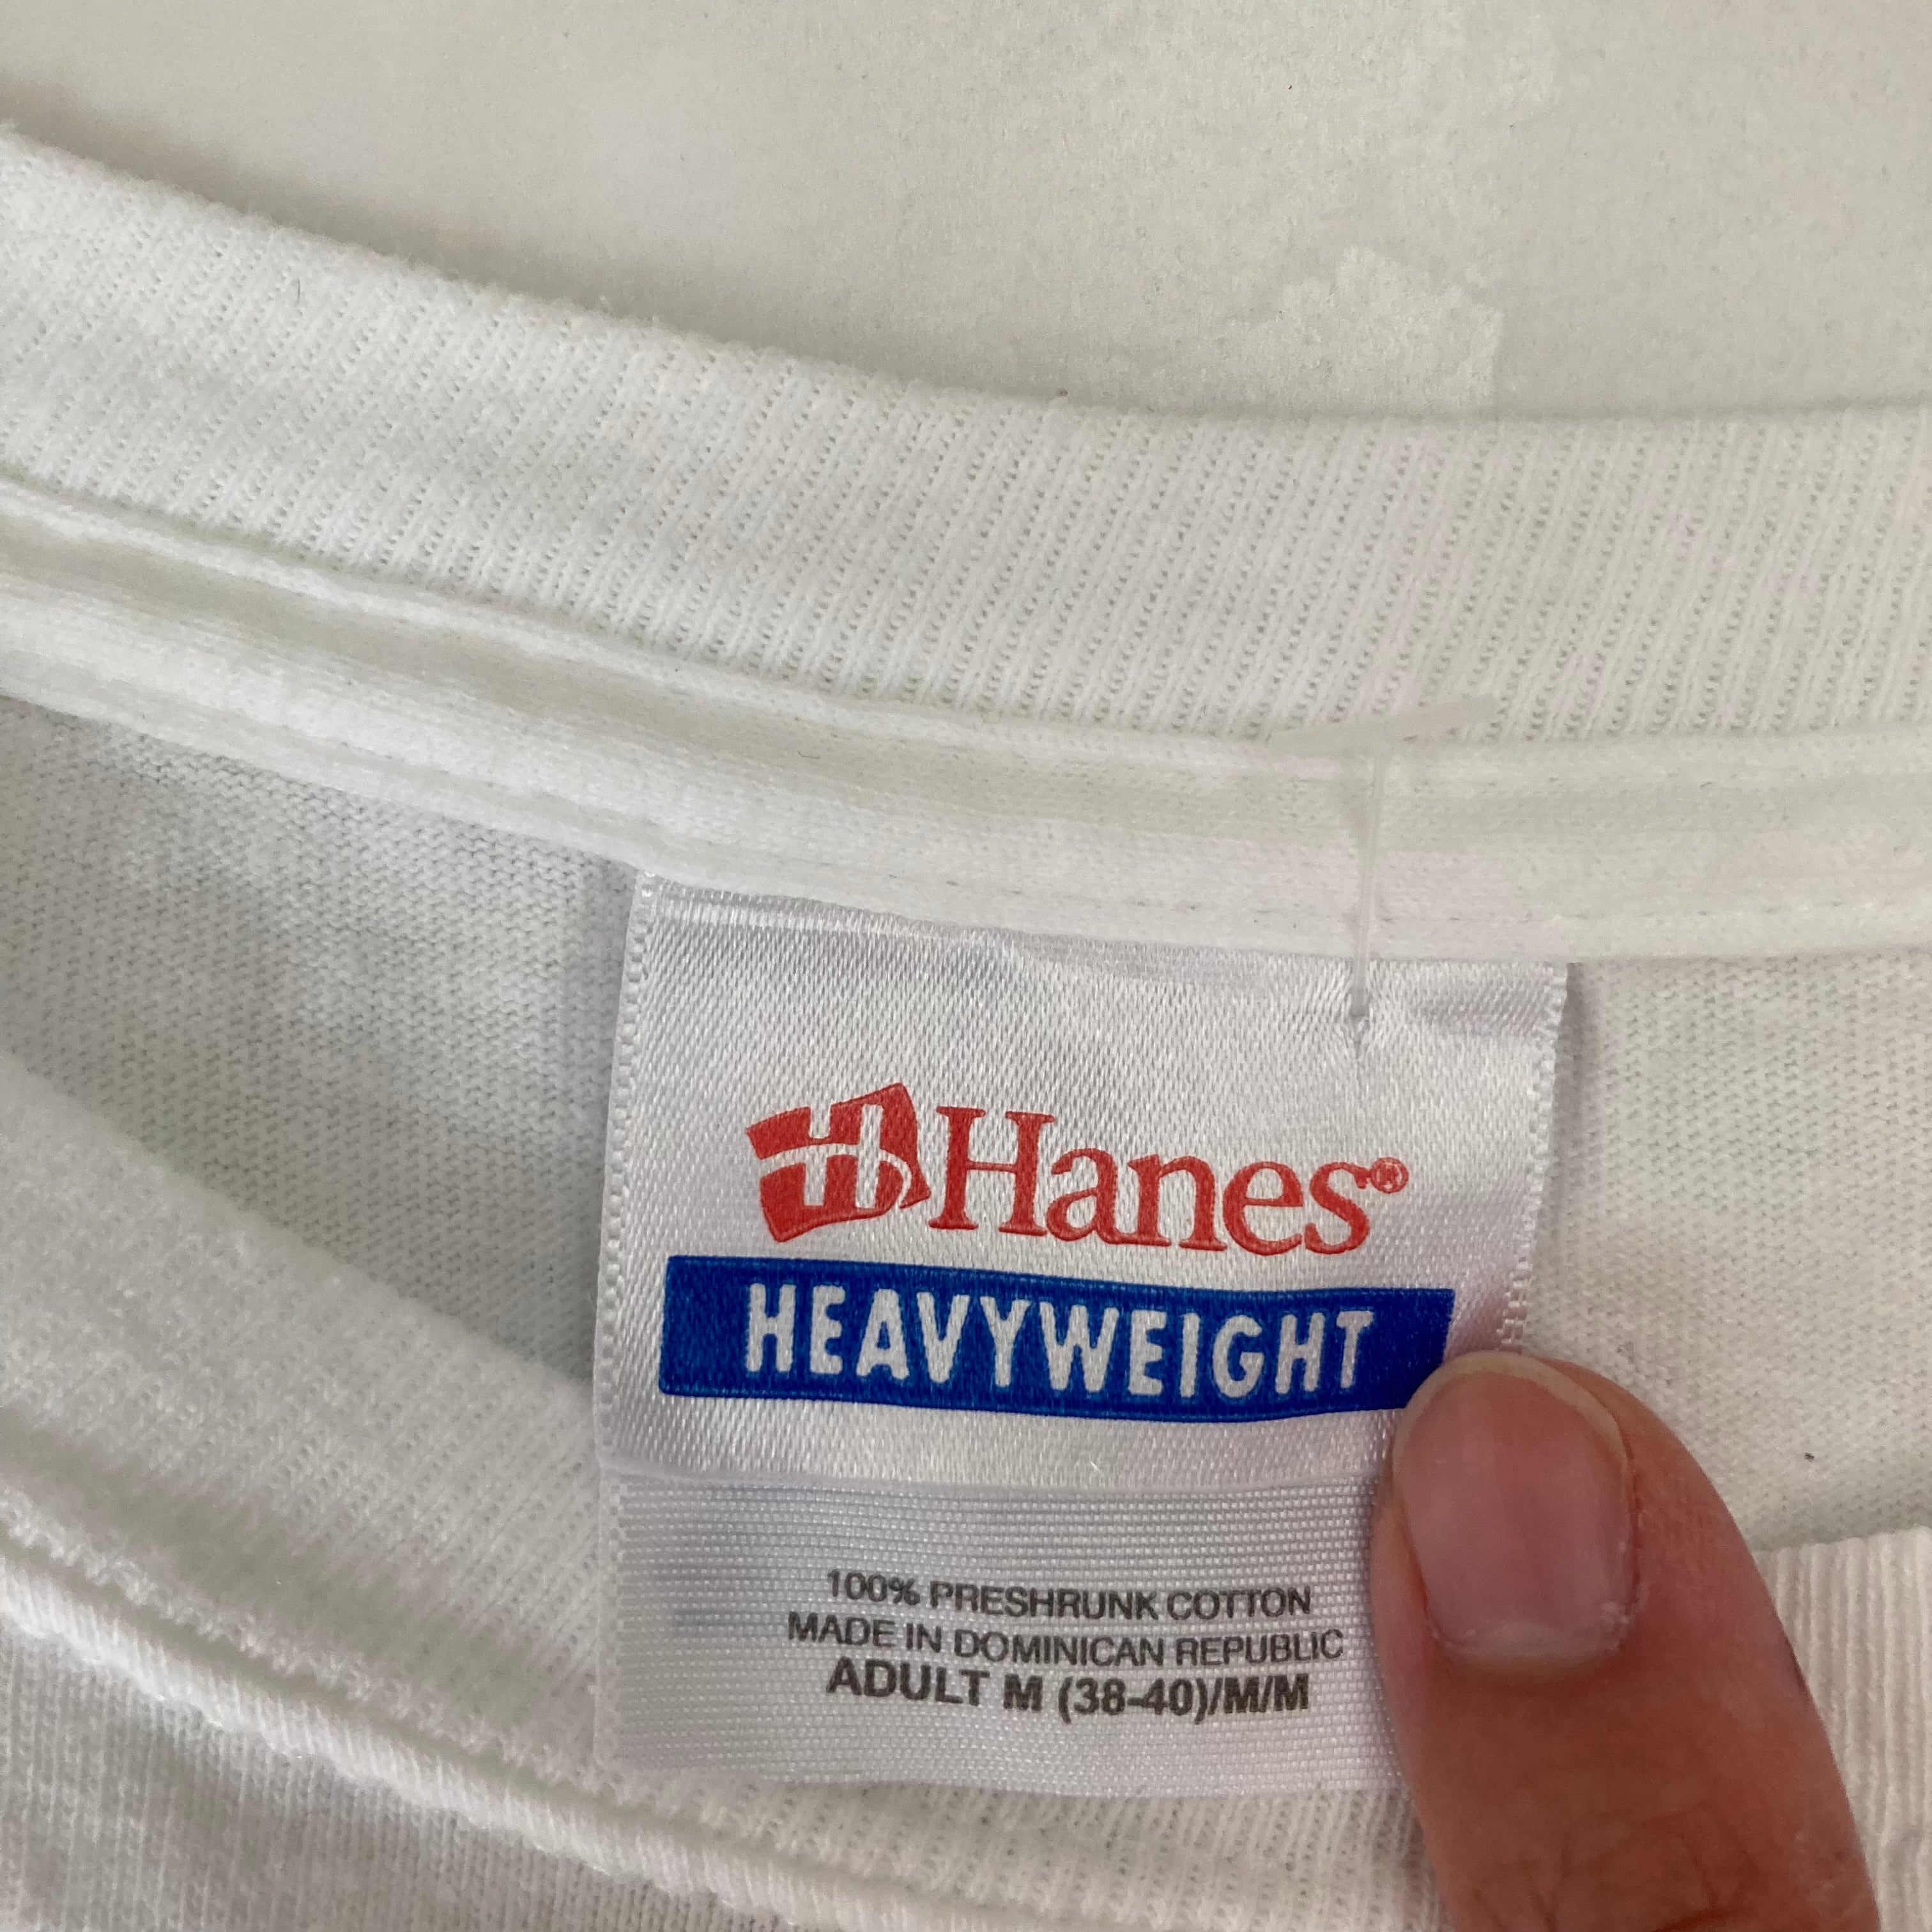 H Hanes®
HEAVYWEIGHT
100% PRESHRUNK COTTON
MADE IN DOMINICAN REPUBLIC
ADULT M (38-40)/M/M